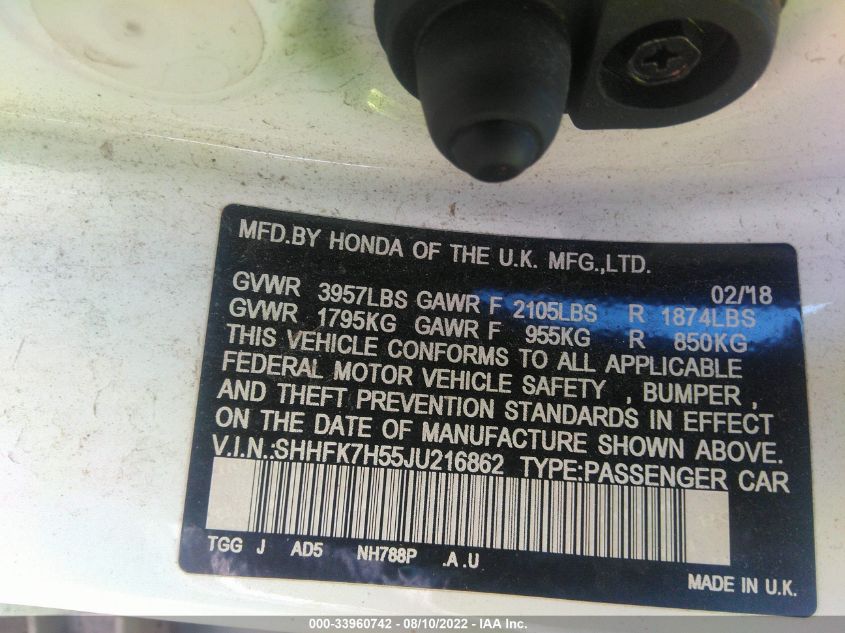 MFD.BY HONDA OF THE U.K. MFG.,LTD.
02/18
GVWR 3957LBS GAWR F 2105LBS R 1874LBS
GVWR 1795KG GAWR F 955KG R 850KG
THIS VEHICLE CONFORMS TO ALL APPLICABLE
FEDERAL MOTOR VEHICLE SAFETY , BUMPER ,
AND THEFT PREVENTION STANDARDS IN EFFECT
ON THE DATE OF MANUFACTURE SHOWN ABOVE.
V.I.N.:SHHFK7H55JU216862 TYPE:PASSENGER CAR
TGG J AD5 NH788P .A .U
MADE IN U.K.
000-33960742 - 08/10/2022 - IAA Inc.